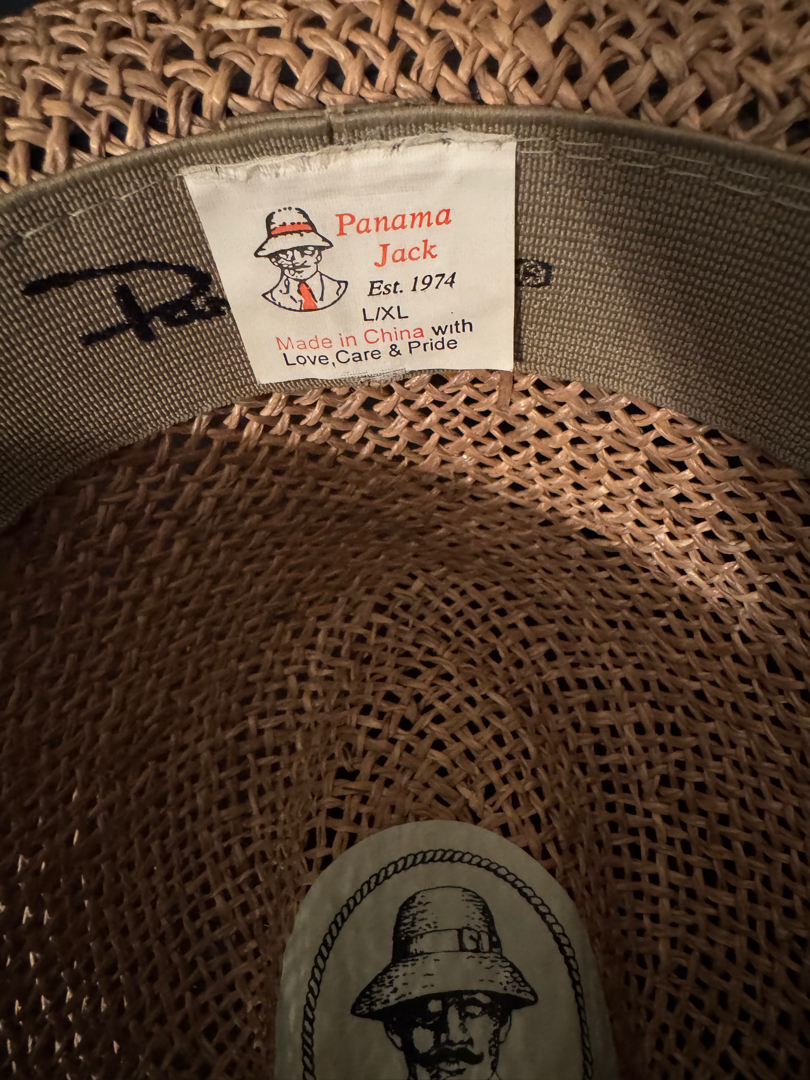 Panama
Jack
Est. 1974
L/XL
Made in China with
Love,Care & Pride
®